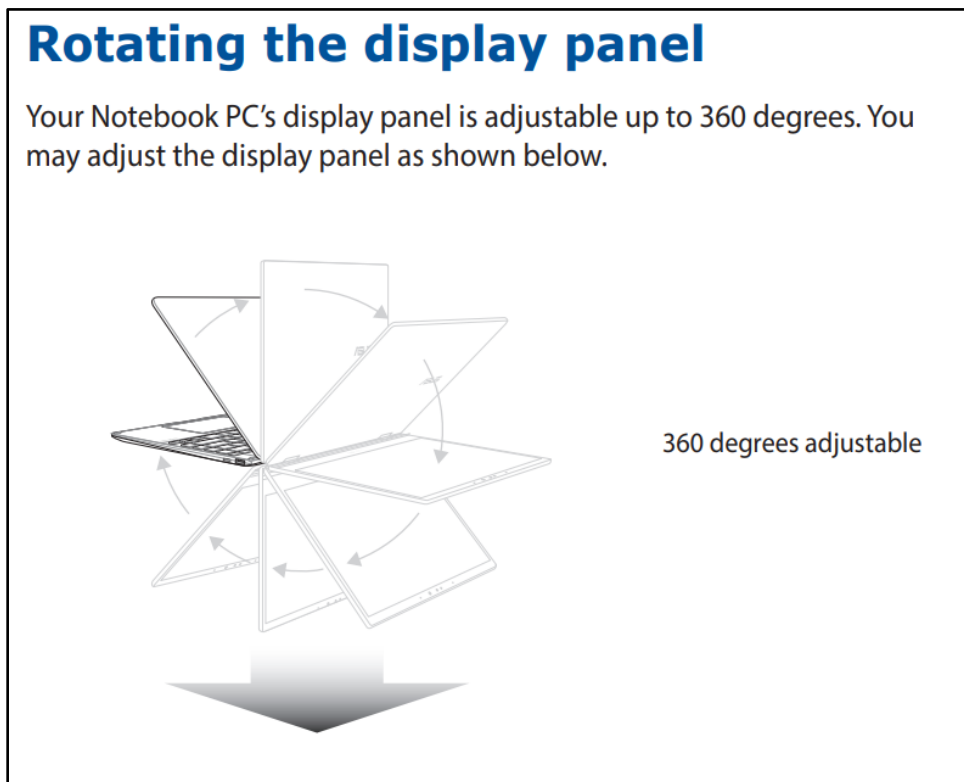 Rotating the display panel
Your Notebook PC’s display panel is adjustable up to 360 degrees. You
may adjust the display panel as shown below.
360 degrees adjustable